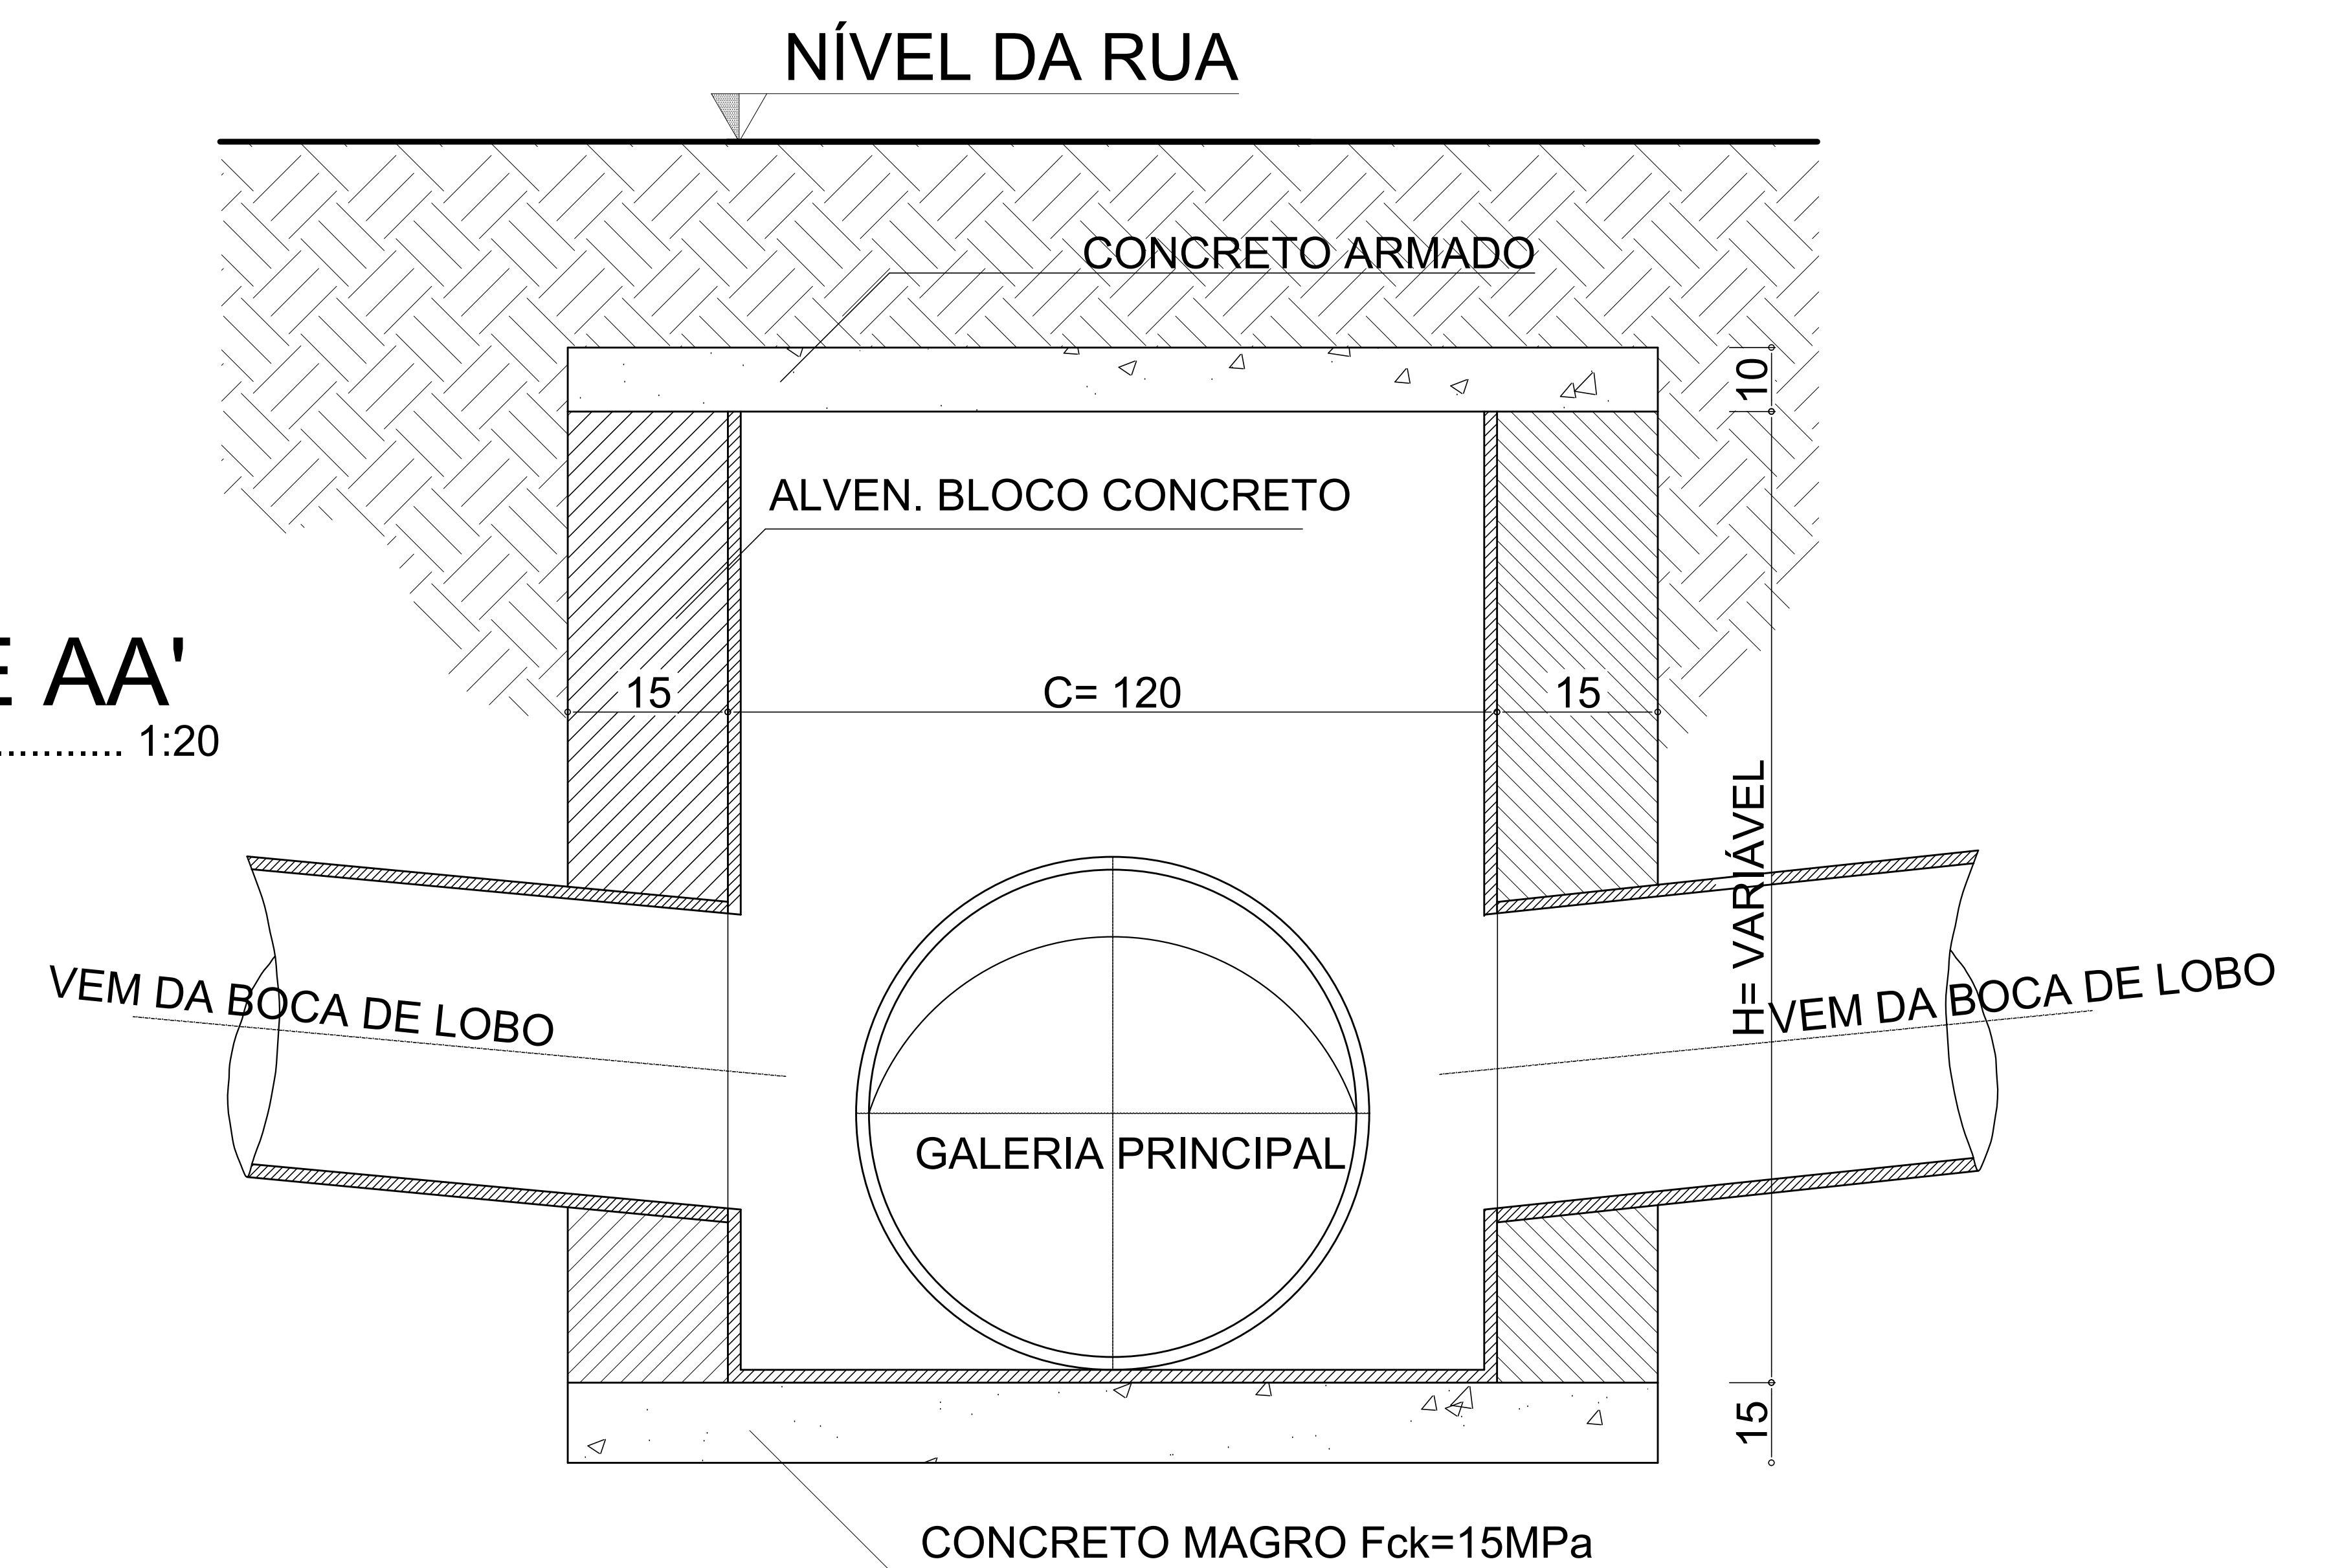 NÍVEL DA RUA
CONCRETO ARMADO
10
ALVEN. BLOCO CONCRETO
E AA'
............ 1:20
15
C= 120
15
H= VARIÁVEL
VEM DA BOCA DE LOBO
VEM DA BOCA DE LOBO
GALERIA PRINCIPAL
15
CONCRETO MAGRO Fck=15MPa